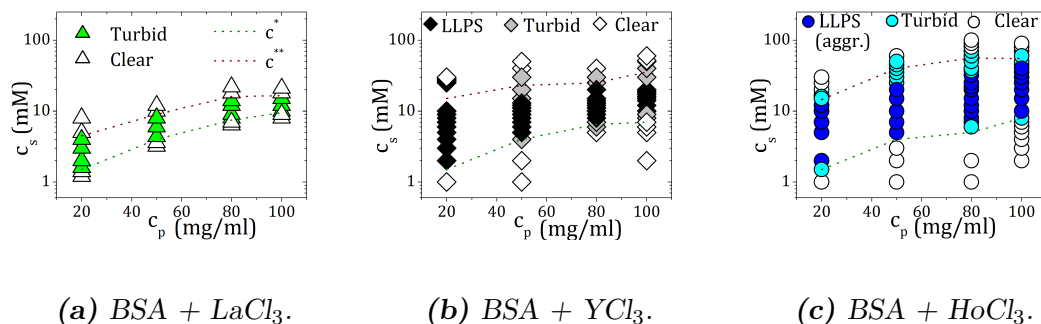 Turbid
Clear
c*
c**
100
10
1
c_s (mM)
20 40 60 80 100
c_p (mg/ml)
LLPS Turbid Clear
100
10
1
c_s (mM)
20 40 60 80 100
c_p (mg/ml)
LLPS Turbid Clear
(aggr.)
100
10
1
c_s (mM)
20 40 60 80 100
c_p (mg/ml)
(a) BSA + LaCl₃. (b) BSA + YCl₃. (c) BSA + HoCl₃.